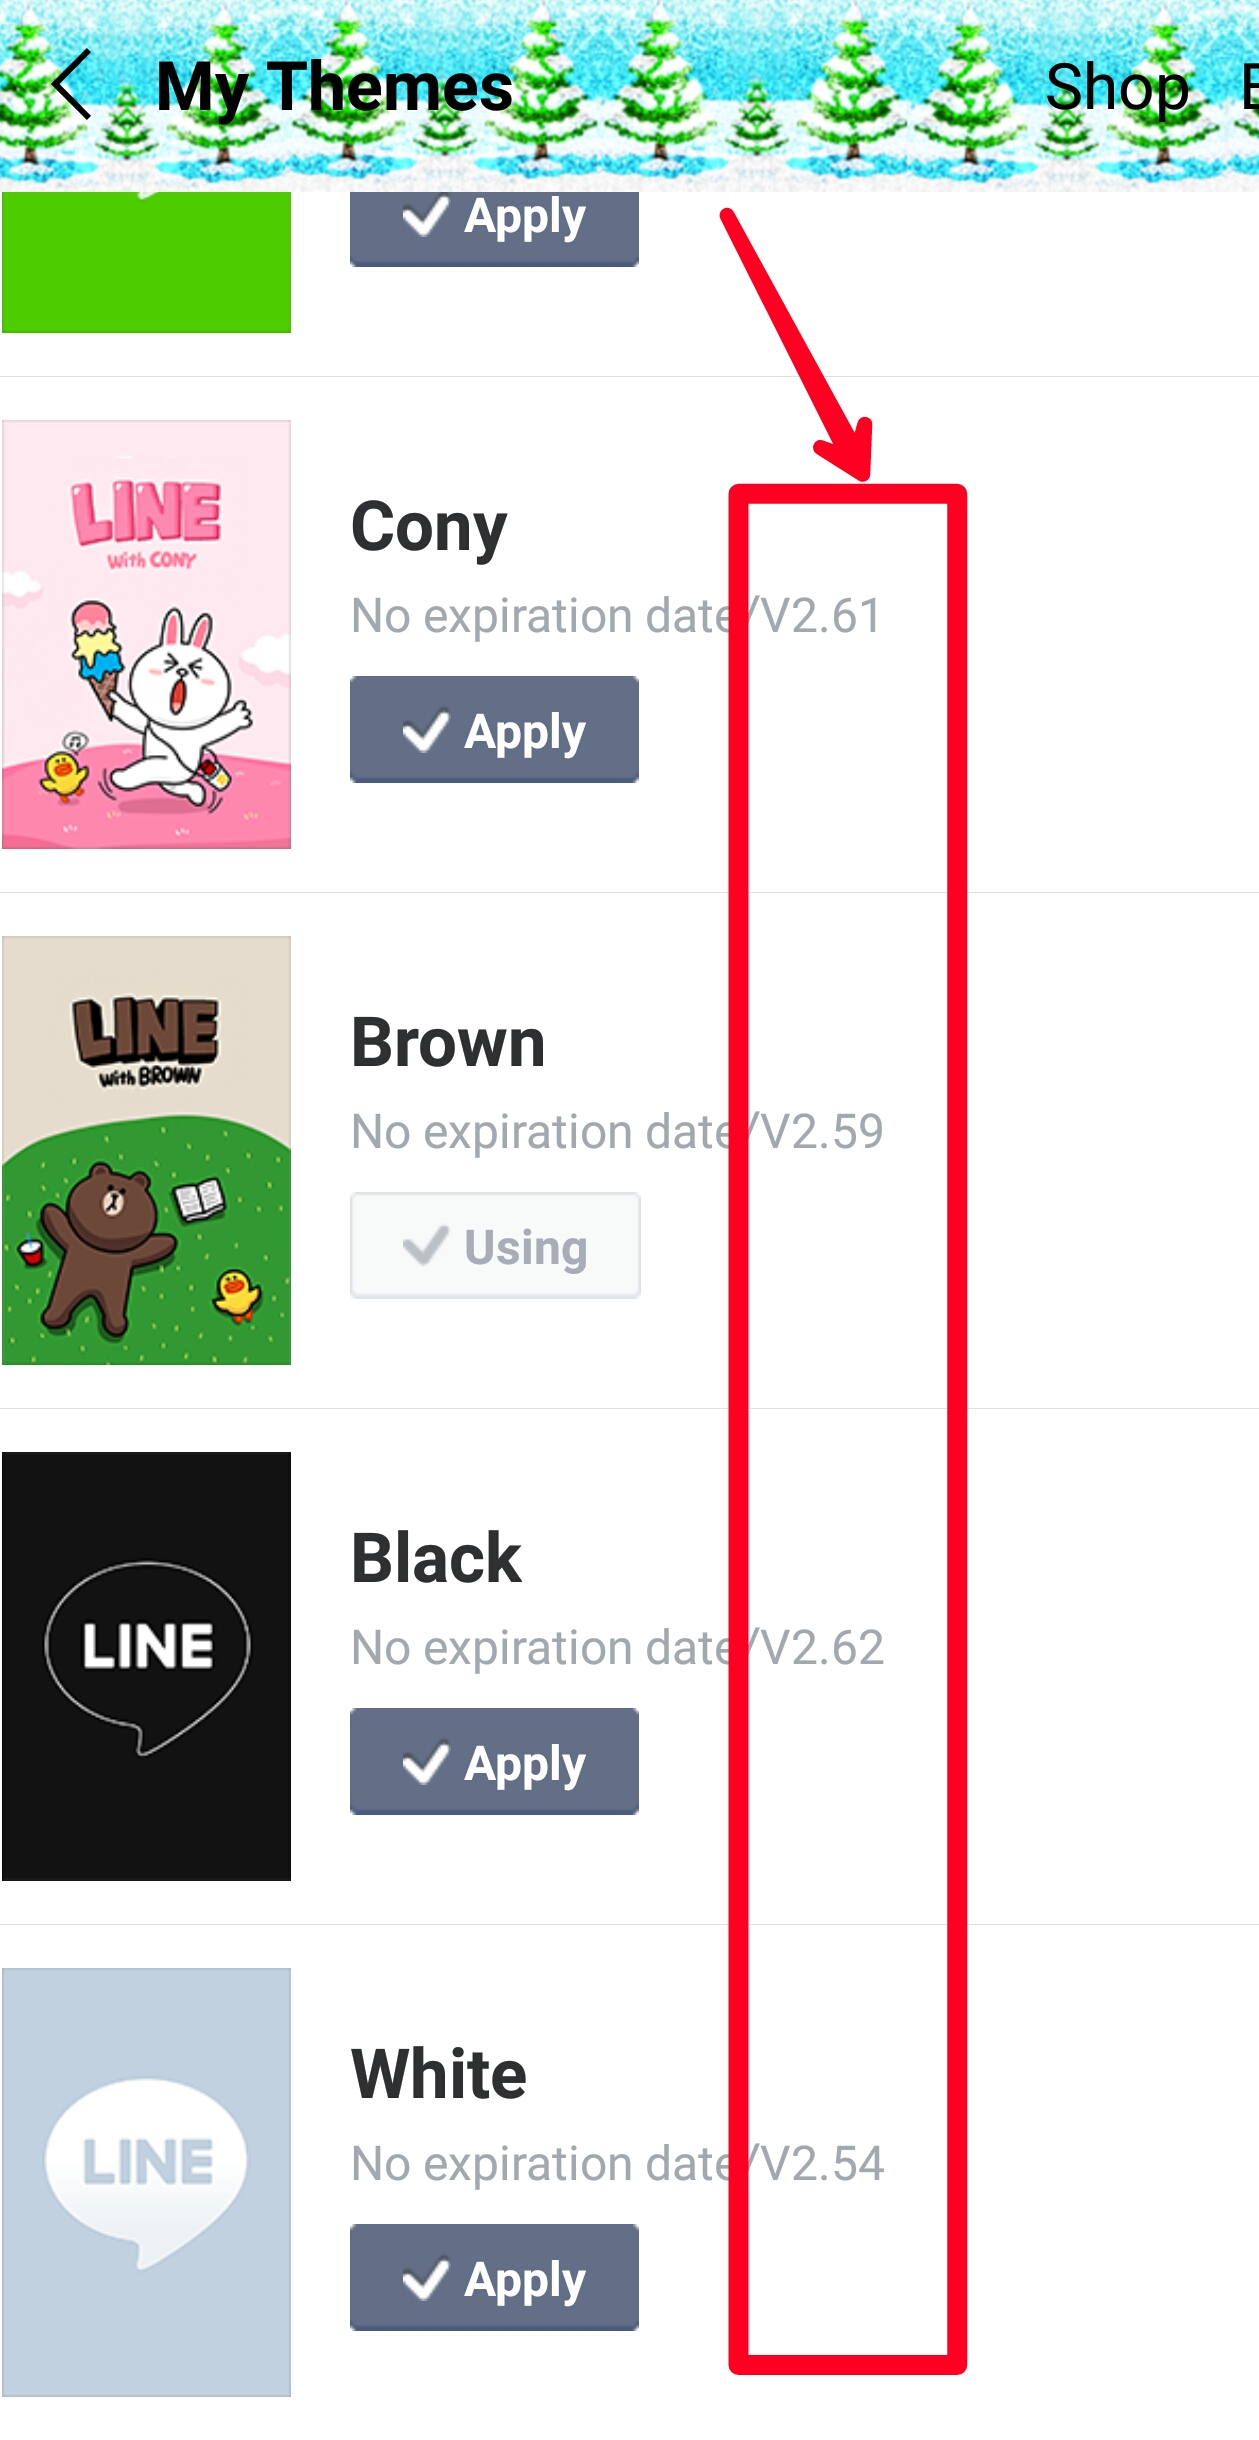 My Themes
Shop
Apply
LINE
With CONY
Cony
No expiration date/V2.61
Apply
LINE
With BROWN
Brown
No expiration date/V2.59
Using
LINE
Black
No expiration date/V2.62
Apply
LINE
White
No expiration date/V2.54
Apply